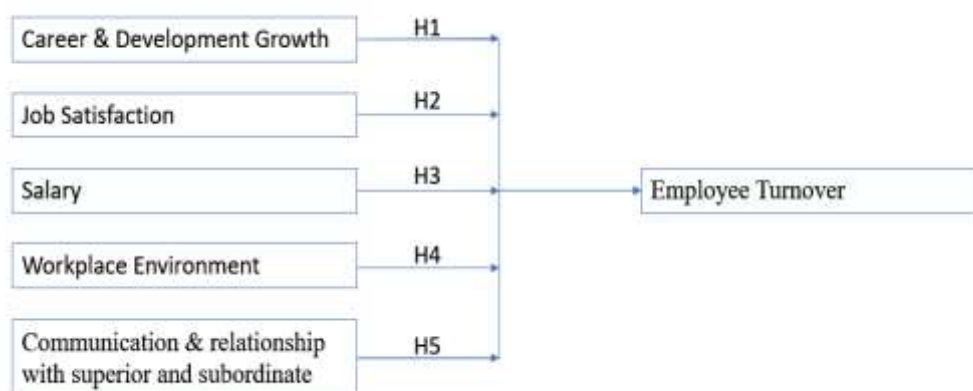 Career & Development Growth
H1
Job Satisfaction
H2
Salary
H3
Employee Turnover
Workplace Environment
H4
Communication & relationship
with superior and subordinate
H5